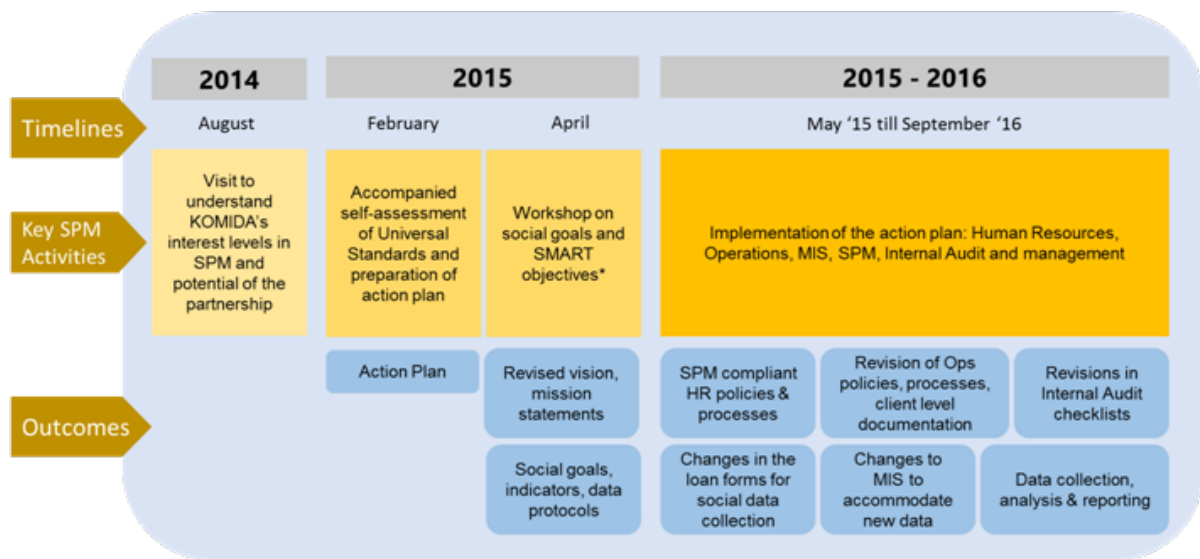 2014
2015
2015 - 2016
Timelines
August
February
April
May '15 till September '16
Key SPM
Activities
Visit to
understand
KOMIDA's
interest levels in
SPM and
potential of the
partnership
Accompanied
self-assessment
of Universal
Standards and
preparation of
action plan
Workshop on
social goals and
SMART
objectives*
Implementation of the action plan: Human Resources,
Operations, MIS, SPM, Internal Audit and management
Outcomes
Action Plan
Revised vision,
mission
statements
SPM compliant
HR policies &
processes
Revision of Ops
policies, processes,
client level
documentation
Revisions in
Internal Audit
checklists
Social goals,
indicators, data
protocols
Changes in the
loan forms for
social data
collection
Changes to
MIS to
accommodate
new data
Data collection,
analysis & reporting